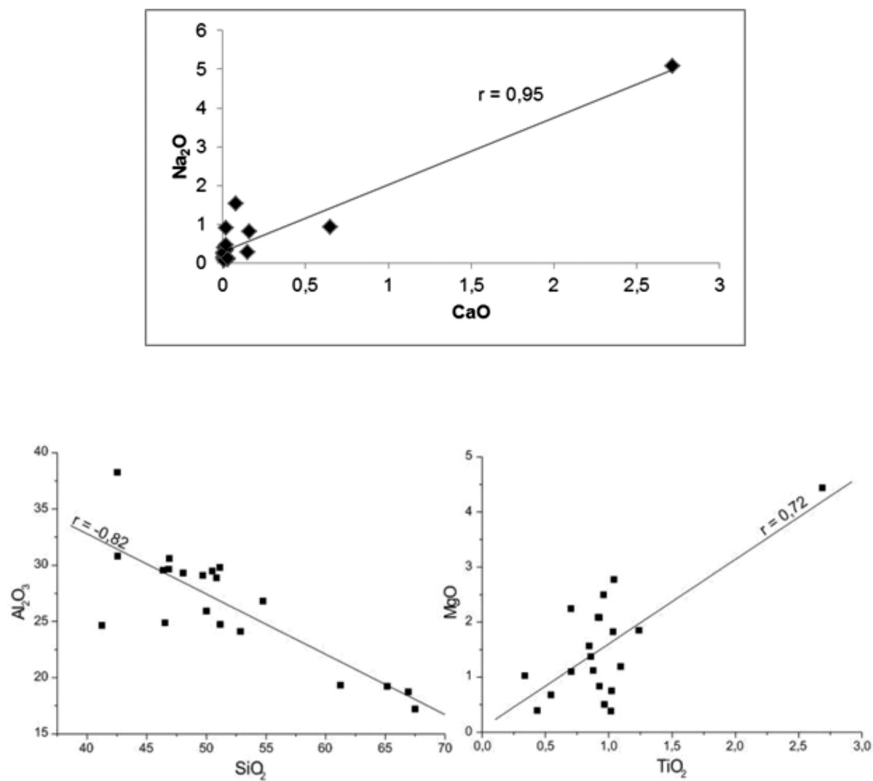 6
5
r = 0,95
4
Na₂O
3
2
1
0
0 0,5 1 1,5 2 2,5 3
CaO
40
r = -0,82
35
30
Al₂O₃
25
20
15
40 45 50 55 60 65 70
SiO₂
5
r = 0,72
4
3
MgO
2
1
0
0,0 0,5 1,0 1,5 2,0 2,5 3,0
TiO₂